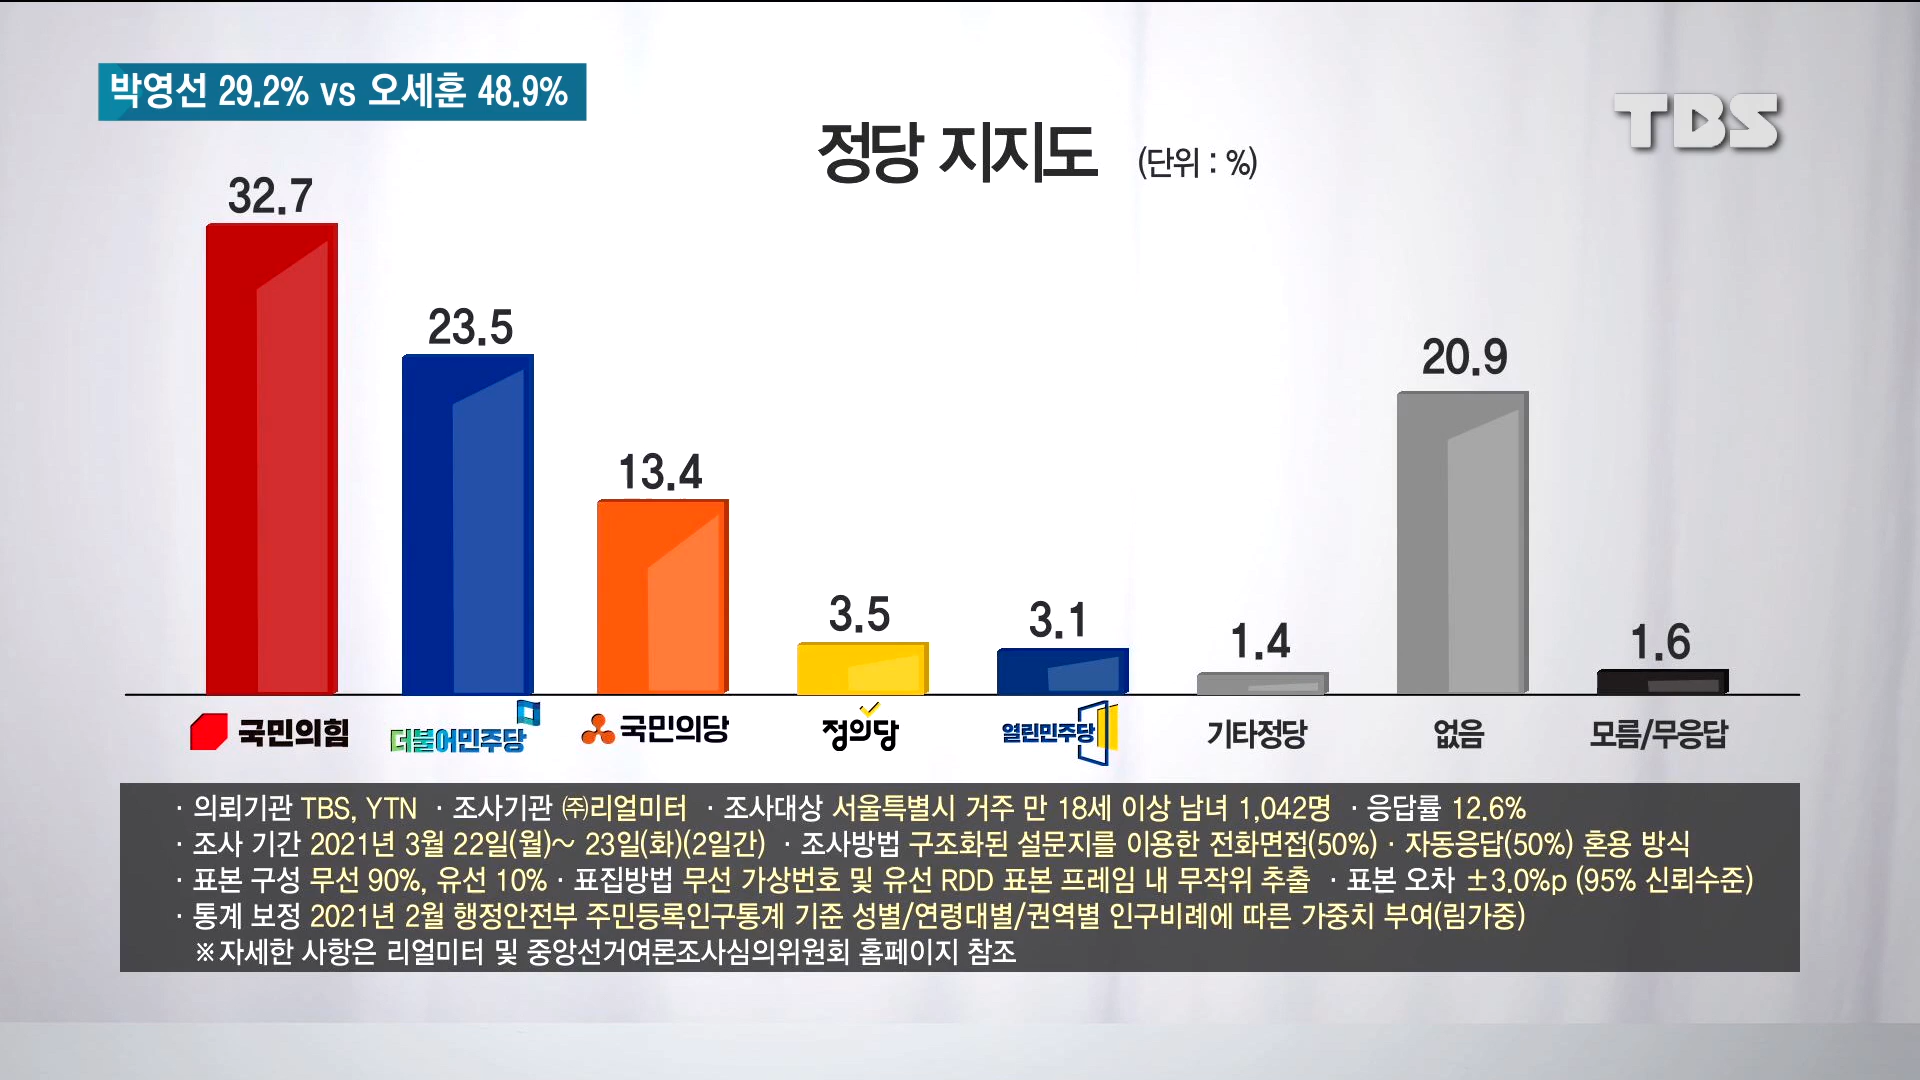 박영선 29.2% vs 오세훈 48.9%
TBS
정당 지지도 (단위 : %)
32.7
23.5
13.4
3.5
3.1
1.4
20.9
1.6
국민의힘
더불어민주당
국민의당
정의당
열린민주당
기타정당
없음
모름/무응답
· 의뢰기관 TBS, YTN · 조사기관 ㈜리얼미터 · 조사대상 서울특별시 거주 만 18세 이상 남녀 1,042명 · 응답률 12.6%
· 조사 기간 2021년 3월 22일(월)~ 23일(화)(2일간) · 조사방법 구조화된 설문지를 이용한 전화면접(50%) · 자동응답(50%) 혼용 방식
· 표본 구성 무선 90%, 유선 10% · 표집방법 무선 가상번호 및 유선 RDD 표본 프레임 내 무작위 추출 · 표본 오차 ±3.0%p (95% 신뢰수준)
· 통계 보정 2021년 2월 행정안전부 주민등록인구통계 기준 성별/연령대별/권역별 인구비례에 따른 가중치 부여(림가중)
※자세한 사항은 리얼미터 및 중앙선거여론조사심의위원회 홈페이지 참조